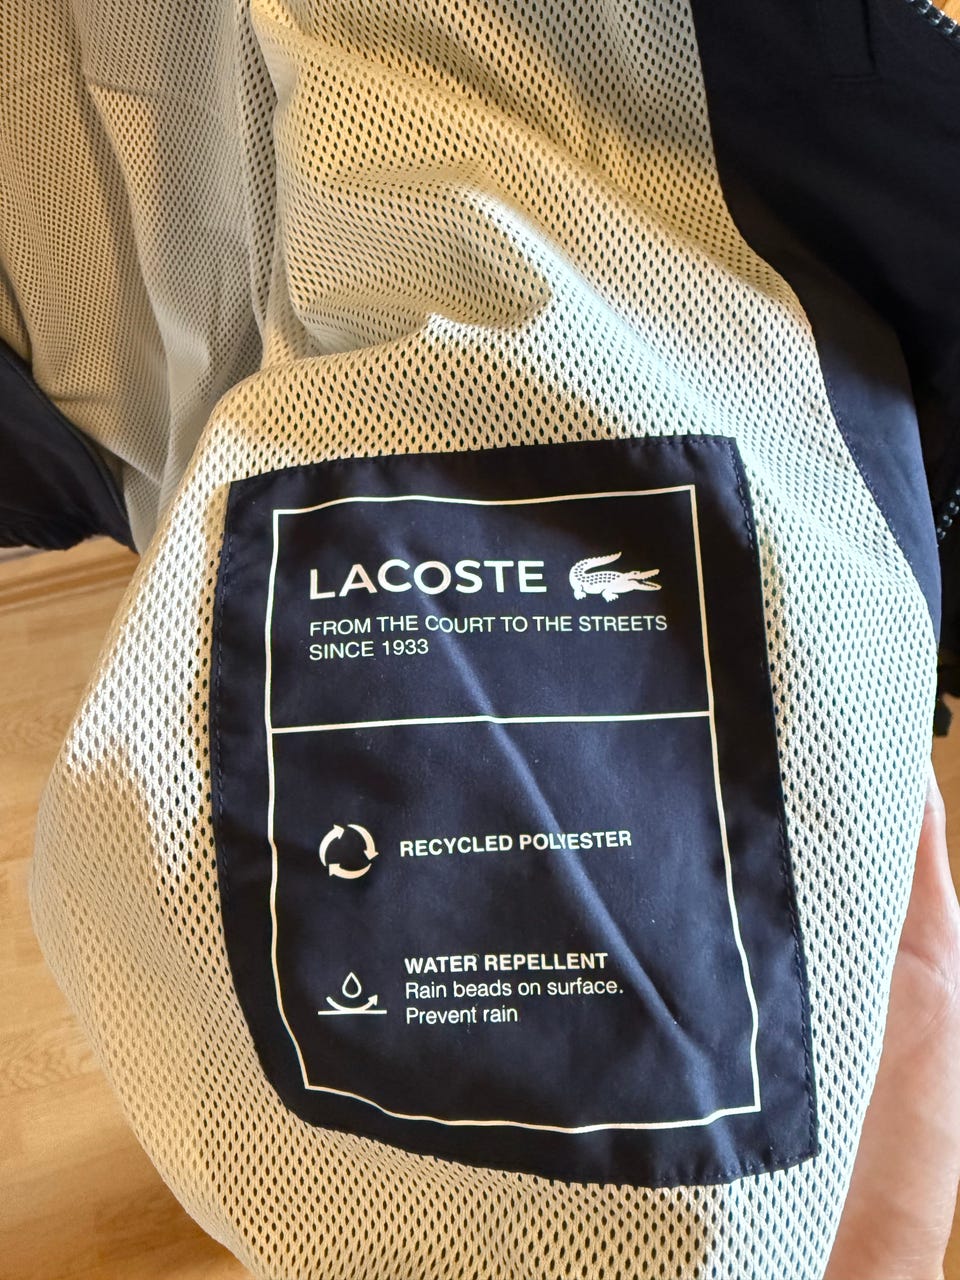 LACOSTE
FROM THE COURT TO THE STREETS
SINCE 1933
RECYCLED POLYESTER
WATER REPELLENT
Rain beads on surface.
Prevent rain